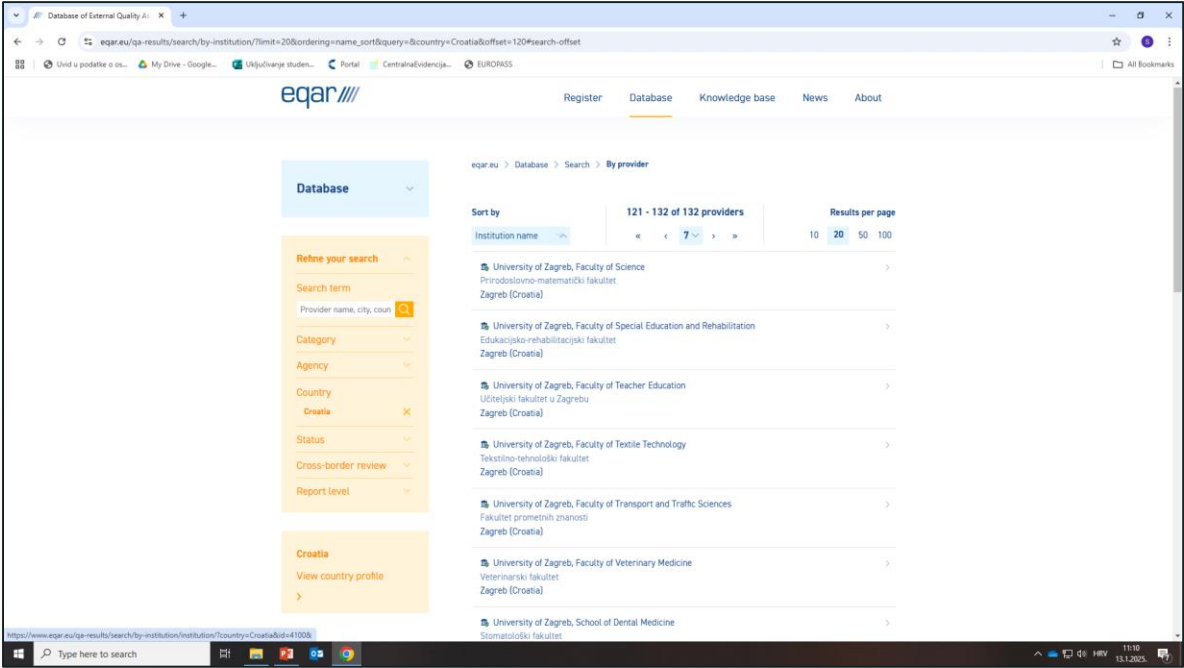 Database of External Quality As
eqar.eu/qa-results/search/by-institution/?limit=20&ordering=name_sort&query=&country=Croatia&offset=120#search-offset
S
Uvid u podatke o os...
My Drive - Google...
Uključivanje studen...
Portal
CentralnaEvidencija...
EUROPASS
All Bookmarks
eqar////
Register
Database
Knowledge base
News
About
eqar.eu > Database > Search > By provider
Database
Sort by
121 - 132 of 132 providers
Results per page
Institution name
« ‹ 7 › »
10 20 50 100
Refine your search
Search term
Provider name, city, coun
Category
Agency
Country
Croatia
Status
Cross-border review
Report level
Croatia
View country profile
>
University of Zagreb, Faculty of Science
Prirodoslovno-matematički fakultet
Zagreb (Croatia)
University of Zagreb, Faculty of Special Education and Rehabilitation
Edukacijsko-rehabilitacijski fakultet
Zagreb (Croatia)
University of Zagreb, Faculty of Teacher Education
Učiteljski fakultet u Zagrebu
Zagreb (Croatia)
University of Zagreb, Faculty of Textile Technology
Tekstilno-tehnološki fakultet
Zagreb (Croatia)
University of Zagreb, Faculty of Transport and Traffic Sciences
Fakultet prometnih znanosti
Zagreb (Croatia)
University of Zagreb, Faculty of Veterinary Medicine
Veterinarski fakultet
Zagreb (Croatia)
University of Zagreb, School of Dental Medicine
Stomatološki fakultet
https://www.eqar.eu/qa-results/search/by-institution/institution/?country=Croatia&id=4100&
Type here to search
HRV
11:10
13.1.2025.